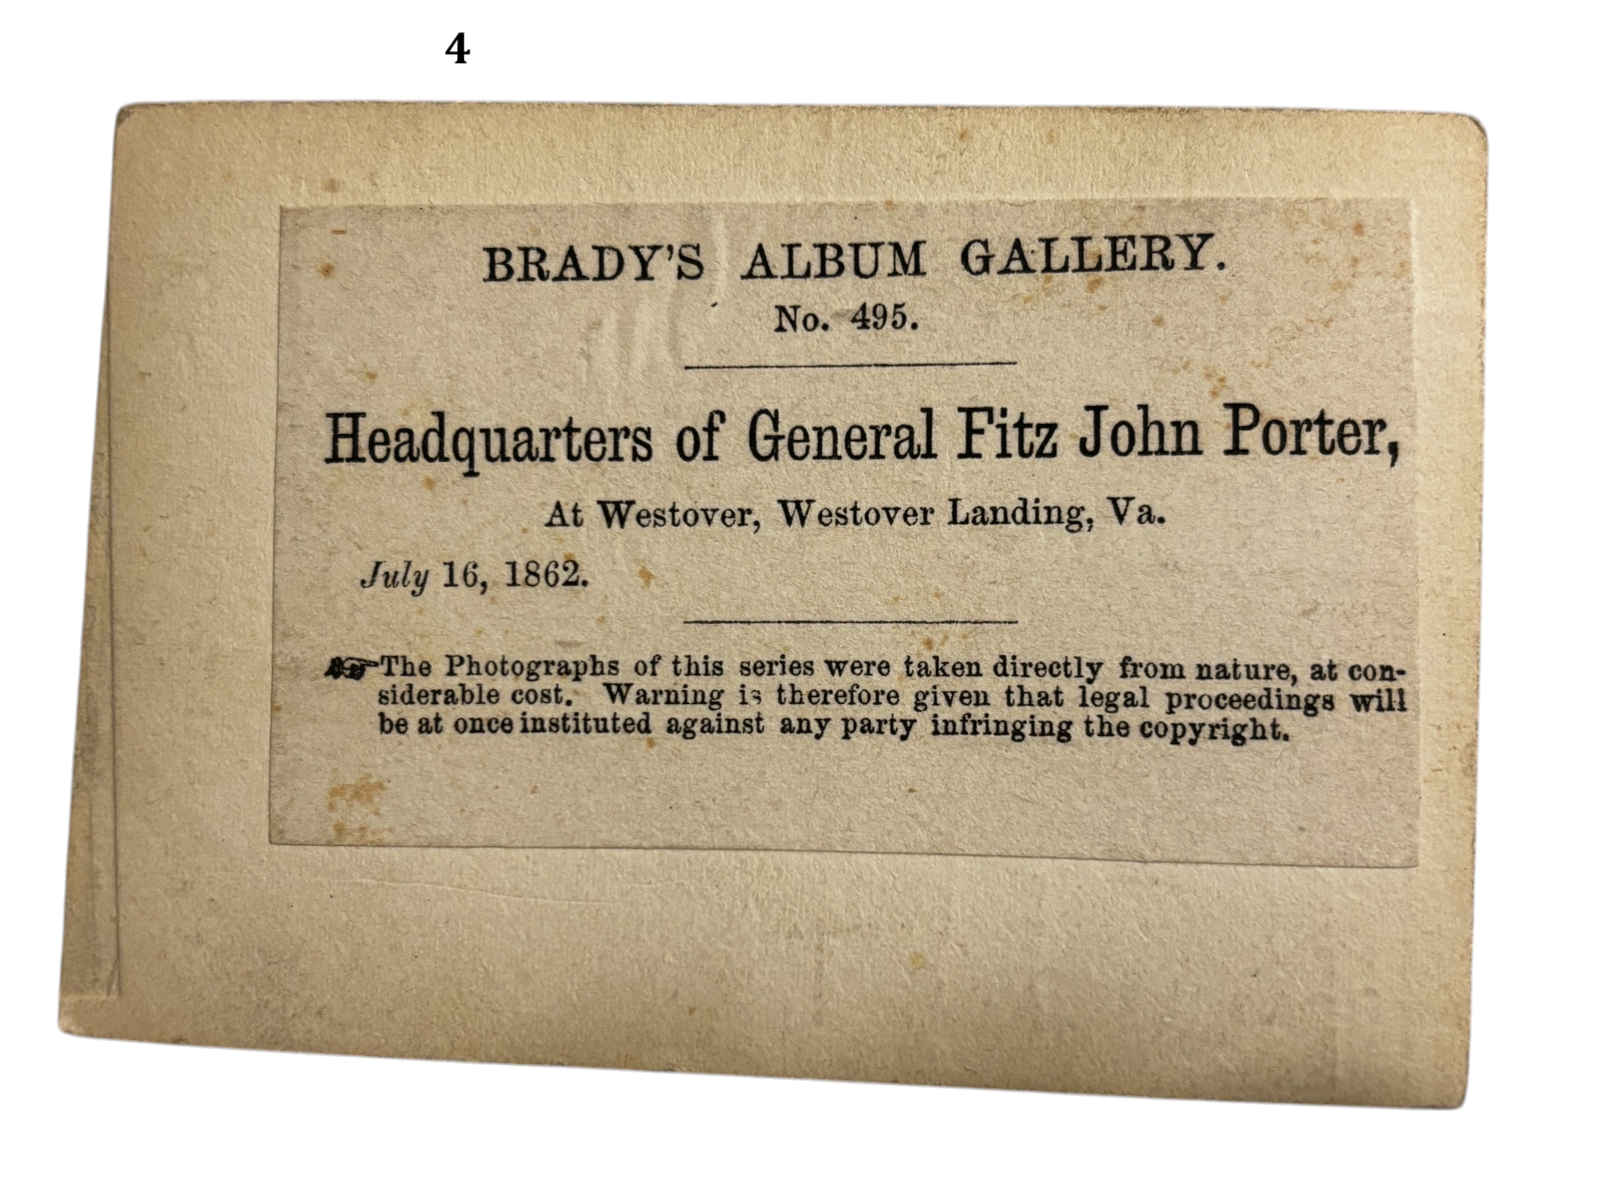 4
BRADY'S ALBUM GALLERY.
No. 495.
Headquarters of General Fitz John Porter,
At Westover, Westover Landing, Va.
July 16, 1862.
☞The Photographs of this series were taken directly from nature, at con-
siderable cost. Warning is therefore given that legal proceedings will
be at once instituted against any party infringing the copyright.